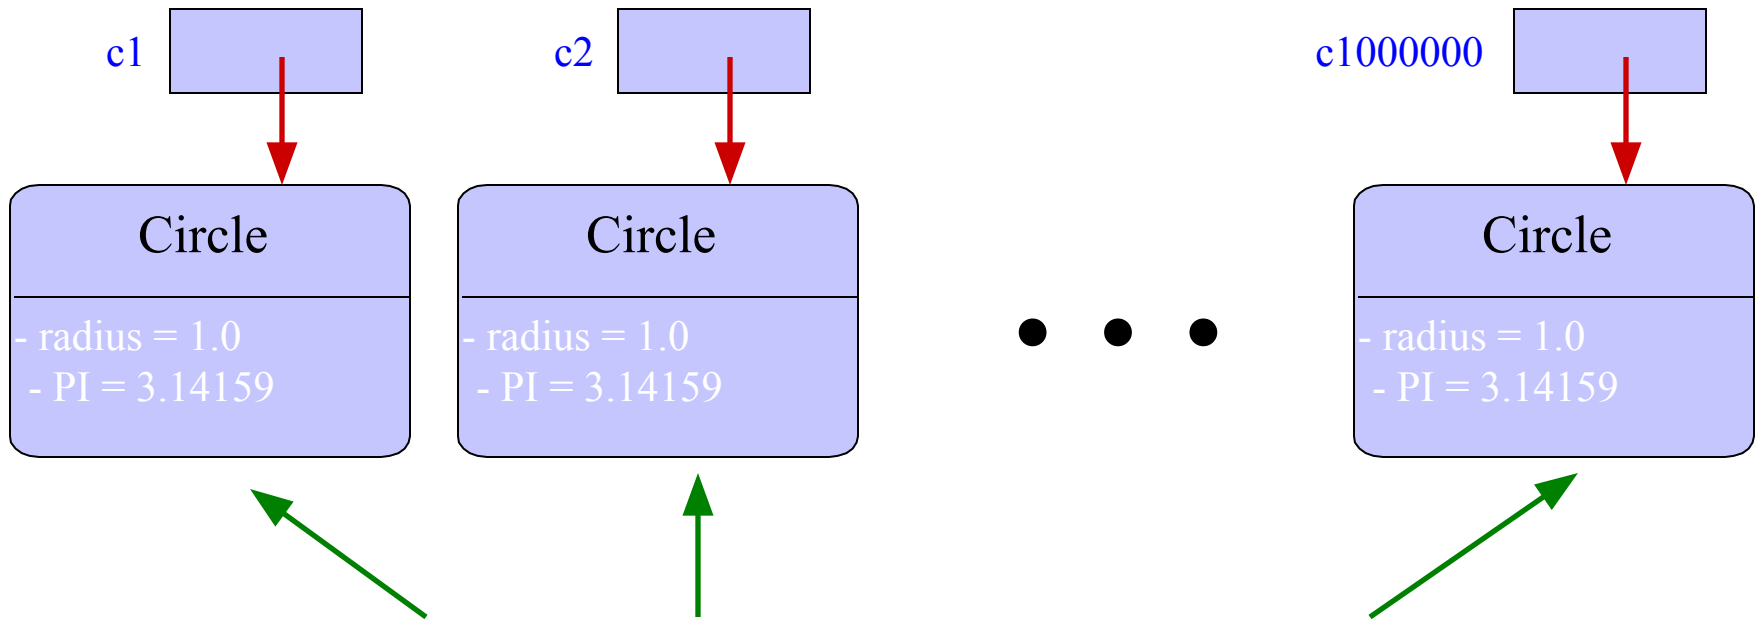 c1
c2
c1000000
Circle
- radius = 1.0
- PI = 3.14159
Circle
- radius = 1.0
- PI = 3.14159
Circle
- radius = 1.0
- PI = 3.14159